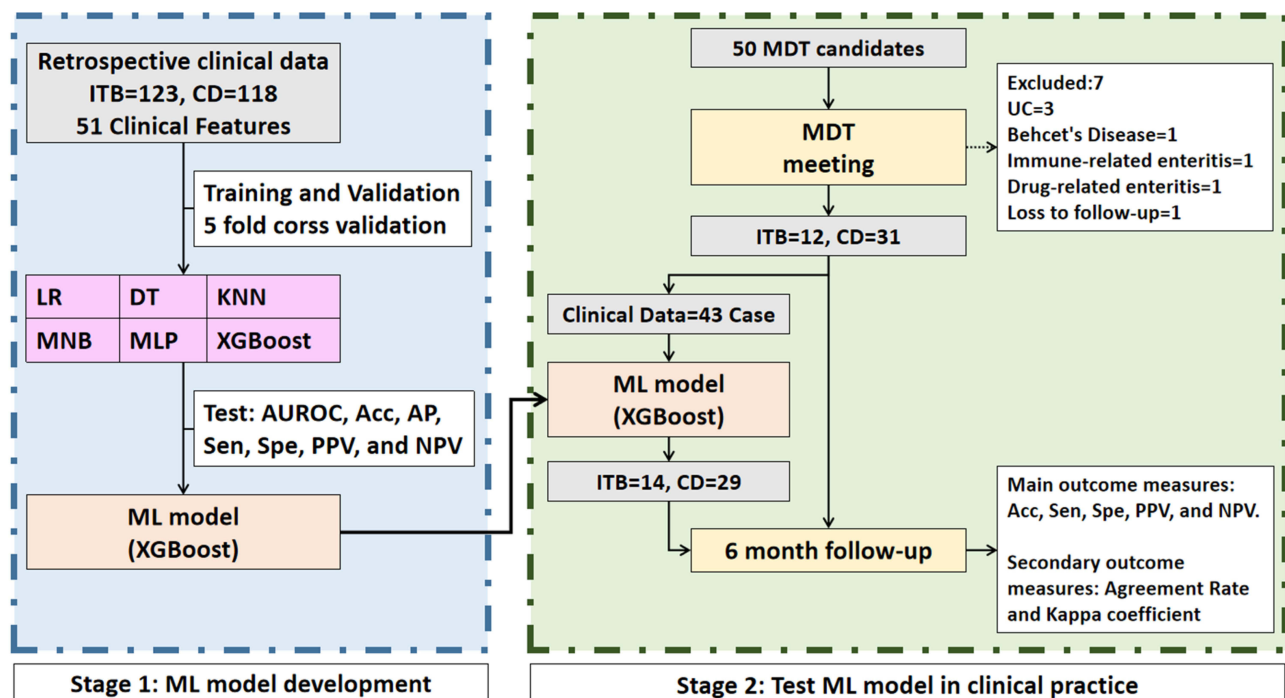 Retrospective clinical data
ITB=123, CD=118
51 Clinical Features
Training and Validation
5 fold corss validation
LR
DT
KNN
MNB
MLP
XGBoost
Test: AUROC, Acc, AP,
Sen, Spe, PPV, and NPV
ML model
(XGBoost)
Stage 1: ML model development
50 MDT candidates
MDT
meeting
Excluded:7
UC=3
Behcet's Disease=1
Immune-related enteritis=1
Drug-related enteritis=1
Loss to follow-up=1
ITB=12, CD=31
Clinical Data=43 Case
ML model
(XGBoost)
ITB=14, CD=29
6 month follow-up
Main outcome measures:
Acc, Sen, Spe, PPV, and NPV.
Secondary outcome
measures: Agreement Rate
and Kappa coefficient
Stage 2: Test ML model in clinical practice